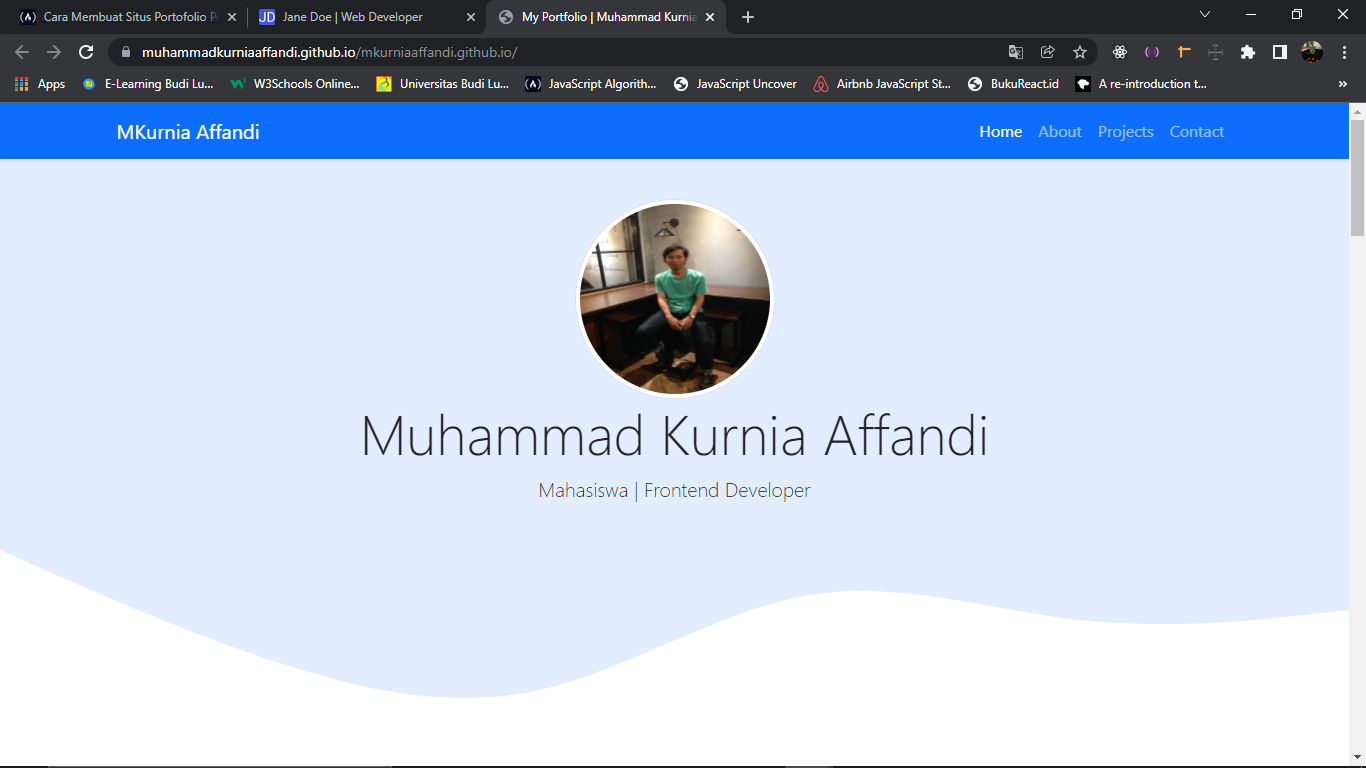 Cara Membuat Situs Portofolio P
Jane Doe | Web Developer
My Portfolio | Muhammad Kurnia
muhammadkurniaaffandi.github.io/mkurniaaffandi.github.io/
Apps
E-Learning Budi Lu...
W3Schools Online...
Universitas Budi Lu...
JavaScript Algorith...
JavaScript Uncover
Airbnb JavaScript St...
BukuReact.id
A re-introduction t...
MKurnia Affandi
Home About Projects Contact
Muhammad Kurnia Affandi
Mahasiswa | Frontend Developer